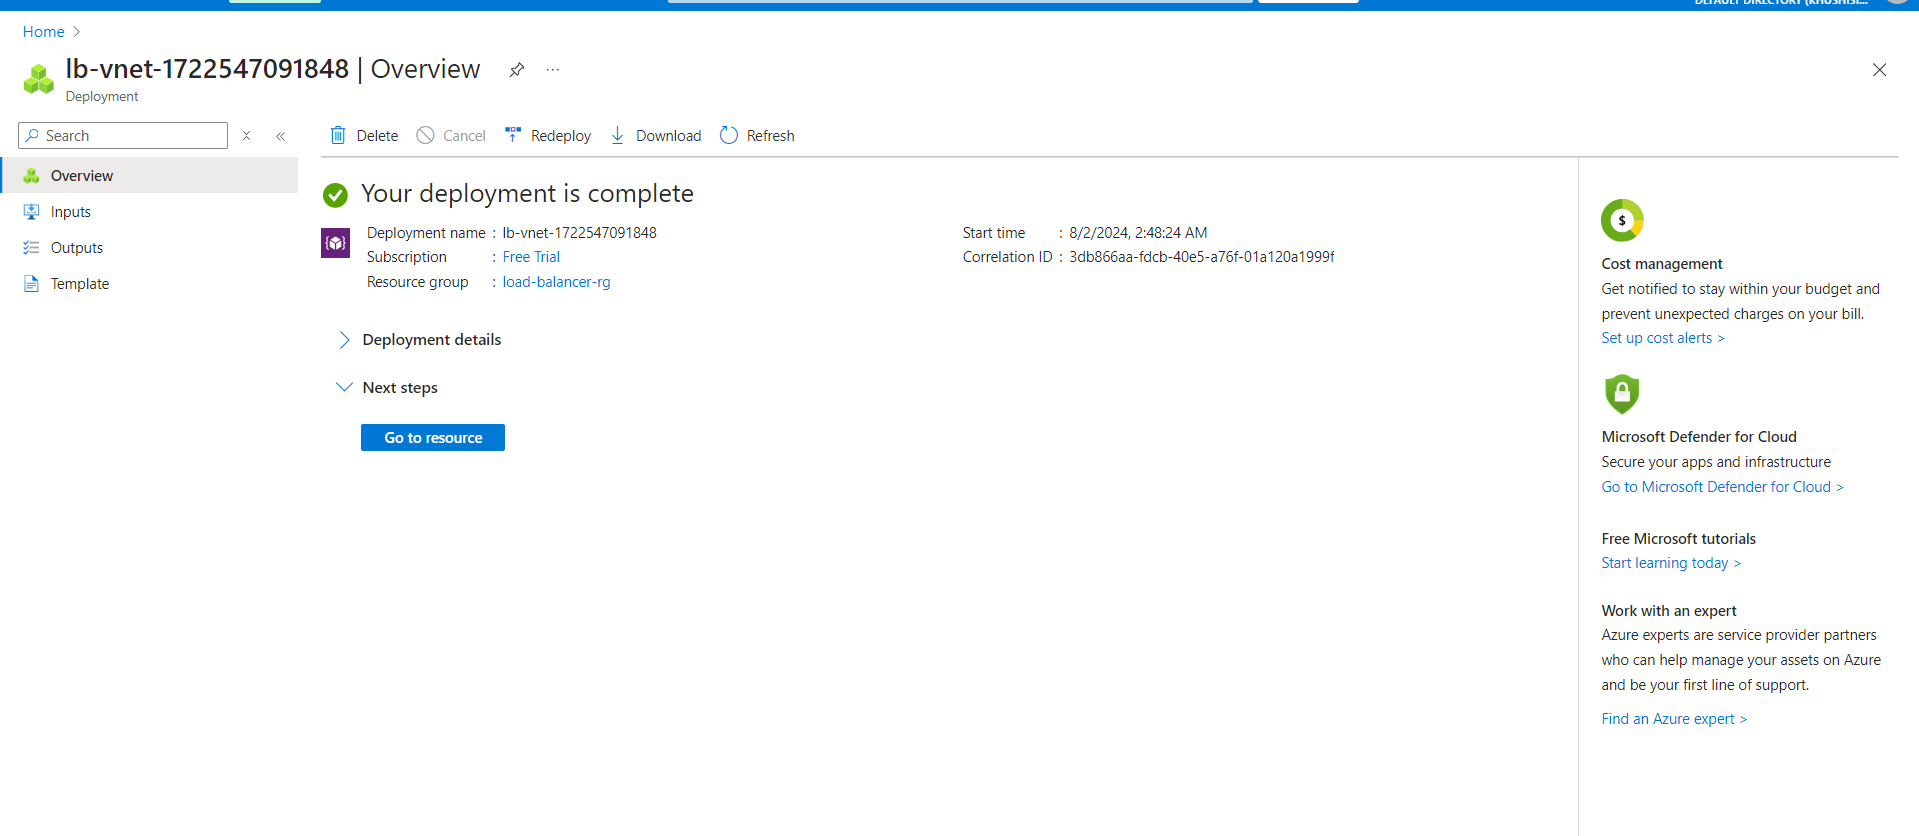 Home
lb-vnet-1722547091848 | Overview
Deployment
Search
Delete Cancel Redeploy Download Refresh
Overview
Inputs
Outputs
Template
Your deployment is complete
Deployment name : lb-vnet-1722547091848
Subscription : Free Trial
Resource group : load-balancer-rg
Start time : 8/2/2024, 2:48:24 AM
Correlation ID : 3db866aa-fdcb-40e5-a76f-01a120a1999f
Deployment details
Next steps
Go to resource
$
Cost management
Get notified to stay within your budget and
prevent unexpected charges on your bill.
Set up cost alerts >
Microsoft Defender for Cloud
Secure your apps and infrastructure
Go to Microsoft Defender for Cloud >
Free Microsoft tutorials
Start learning today >
Work with an expert
Azure experts are service provider partners
who can help manage your assets on Azure
and be your first line of support.
Find an Azure expert >